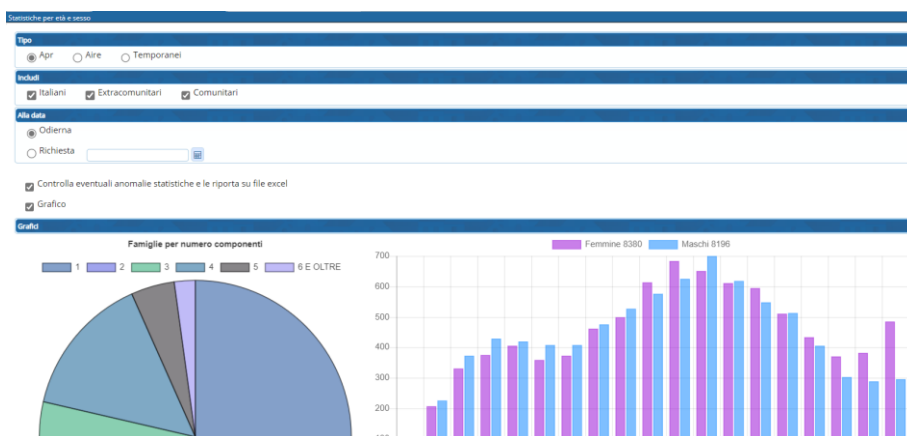 Statistiche per età e sesso
Tipo
Apr Aire Temporanei
Includi
Italiani Extracomunitari Comunitari
Alla data
Odierna
Richiesta
Controlla eventuali anomalie statistiche e le riporta su file excel
Grafico
Grafici
Famiglie per numero componenti
1 2 3 4 5 6 E OLTRE
Femmine 8380 Maschi 8196
700
600
500
400
300
200